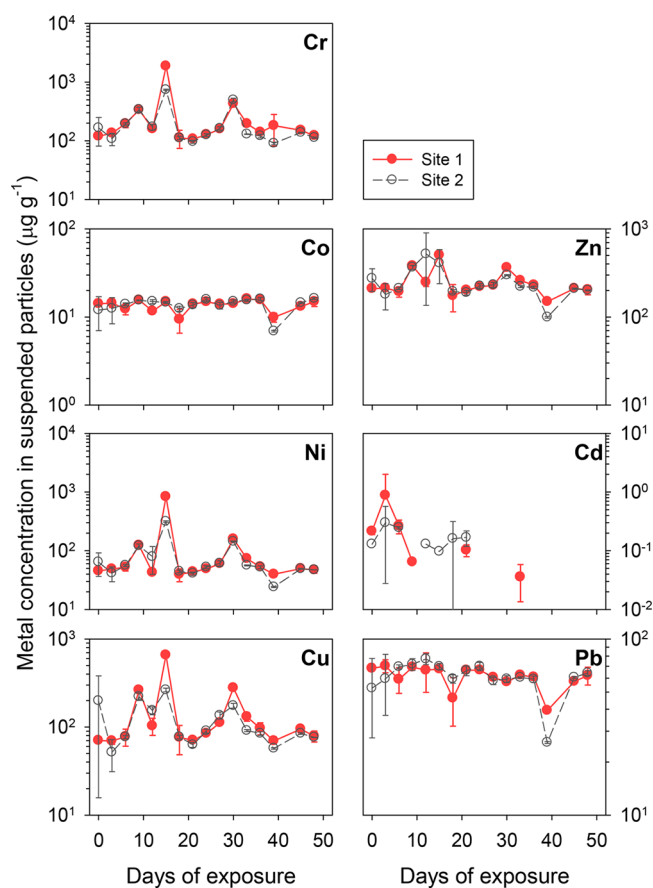 10⁴
Cr
10³
10²
10¹
Site 1
Site 2
10²
Co
10¹
10⁰
Zn
10³
10²
10¹
10⁴
Ni
10³
10²
10¹
Cd
10¹
10⁰
10⁻¹
10⁻²
10³
Cu
10²
10¹
Pb
10²
10¹
0 10 20 30 40 50
0 10 20 30 40 50
Days of exposure
Days of exposure
Metal concentration in suspended particles (µg g⁻¹)